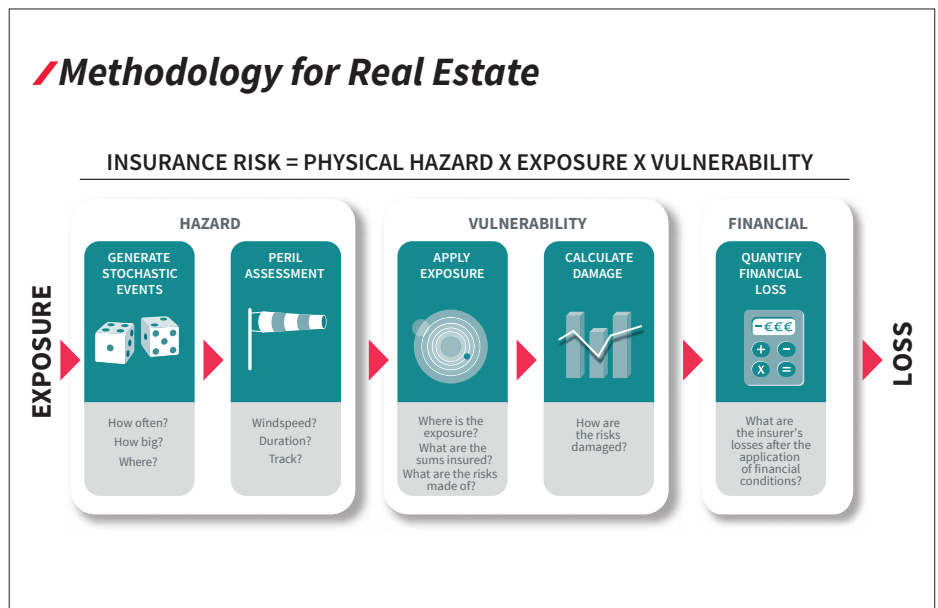 Methodology for Real Estate
INSURANCE RISK = PHYSICAL HAZARD X EXPOSURE X VULNERABILITY
EXPOSURE
HAZARD
GENERATE
STOCHASTIC
EVENTS
How often?
How big?
Where?
PERIL
ASSESSMENT
Windspeed?
Duration?
Track?
VULNERABILITY
APPLY
EXPOSURE
Where is the
exposure?
What are the
sums insured?
What are the risks
made of?
CALCULATE
DAMAGE
How are
the risks
damaged?
FINANCIAL
QUANTIFY
FINANCIAL
LOSS
-€€€
+ -
x =
What are
the insurer's
losses after the
application
of financial
conditions?
LOSS